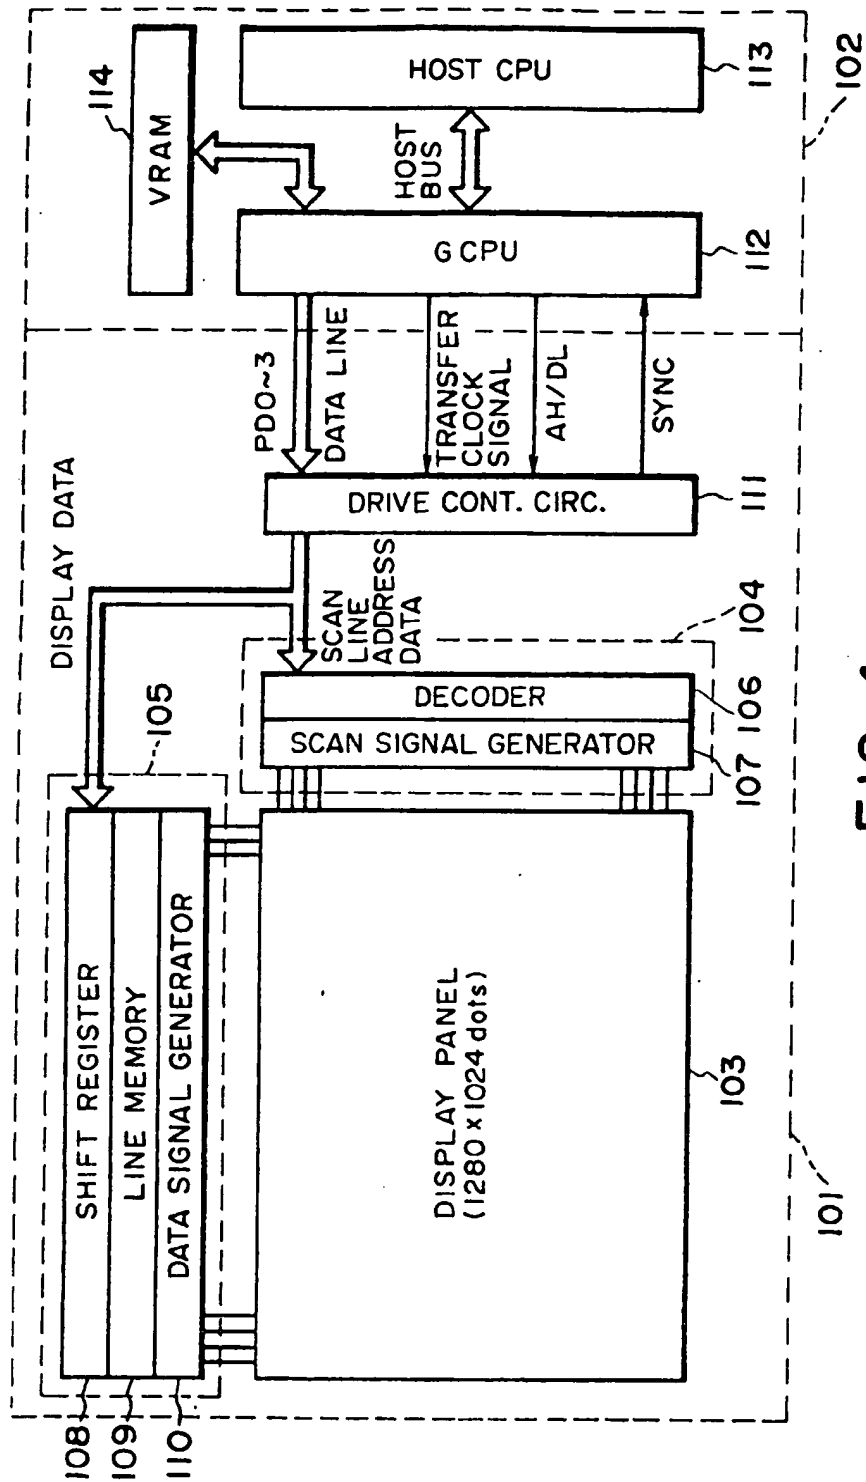 DISPLAY DATA
105
108
109
110
SHIFT REGISTER
LINE MEMORY
DATA SIGNAL GENERATOR
DISPLAY PANEL
(1280 x 1024 dots)
103
101
SCAN
LINE
ADDRESS
DATA
104
DECODER
106
SCAN SIGNAL GENERATOR
107
DRIVE CONT. CIRC.
111
PD0~3
DATA LINE
TRANSFER
CLOCK
SIGNAL
AH/DL
SYNC
114
VRAM
G CPU
112
HOST
BUS
HOST CPU
113
102